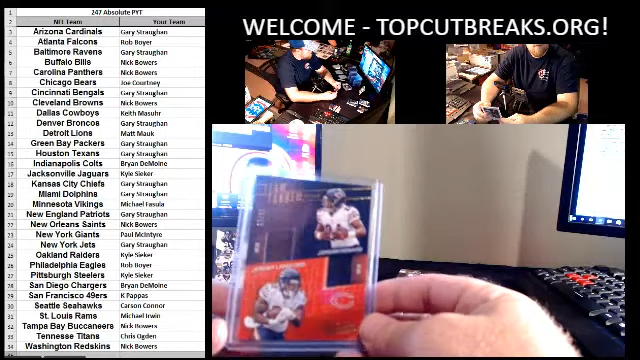 247 Absolute PYT
NFL Team Your Team
Arizona Cardinals Gary Straughan
Atlanta Falcons Rob Boyer
Baltimore Ravens Gary Straughan
Buffalo Bills Nick Bowers
Carolina Panthers Nick Bowers
Chicago Bears Joe Courtney
Cincinnati Bengals Gary Straughan
Cleveland Browns Nick Bowers
Dallas Cowboys Keith Masuhr
Denver Broncos Gary Straughan
Detroit Lions Matt Mauk
Green Bay Packers Gary Straughan
Houston Texans Gary Straughan
Indianapolis Colts Bryan DeMoine
Jacksonville Jaguars Kyle Sieker
Kansas City Chiefs Gary Straughan
Miami Dolphins Gary Straughan
Minnesota Vikings Michael Fasula
New England Patriots Gary Straughan
New Orleans Saints Nick Bowers
New York Giants Paul McIntyre
New York Jets Gary Straughan
Oakland Raiders Kyle Sieker
Philadelphia Eagles Rob Boyer
Pittsburgh Steelers Kyle Sieker
San Diego Chargers Bryan DeMoine
San Francisco 49ers K Pappas
Seattle Seahawks Carson Connor
St. Louis Rams Michael Irwin
Tampa Bay Buccaneers Nick Bowers
Tennessee Titans Chris Ogden
Washington Redskins Nick Bowers
WELCOME - TOPCUTBREAKS.ORG!